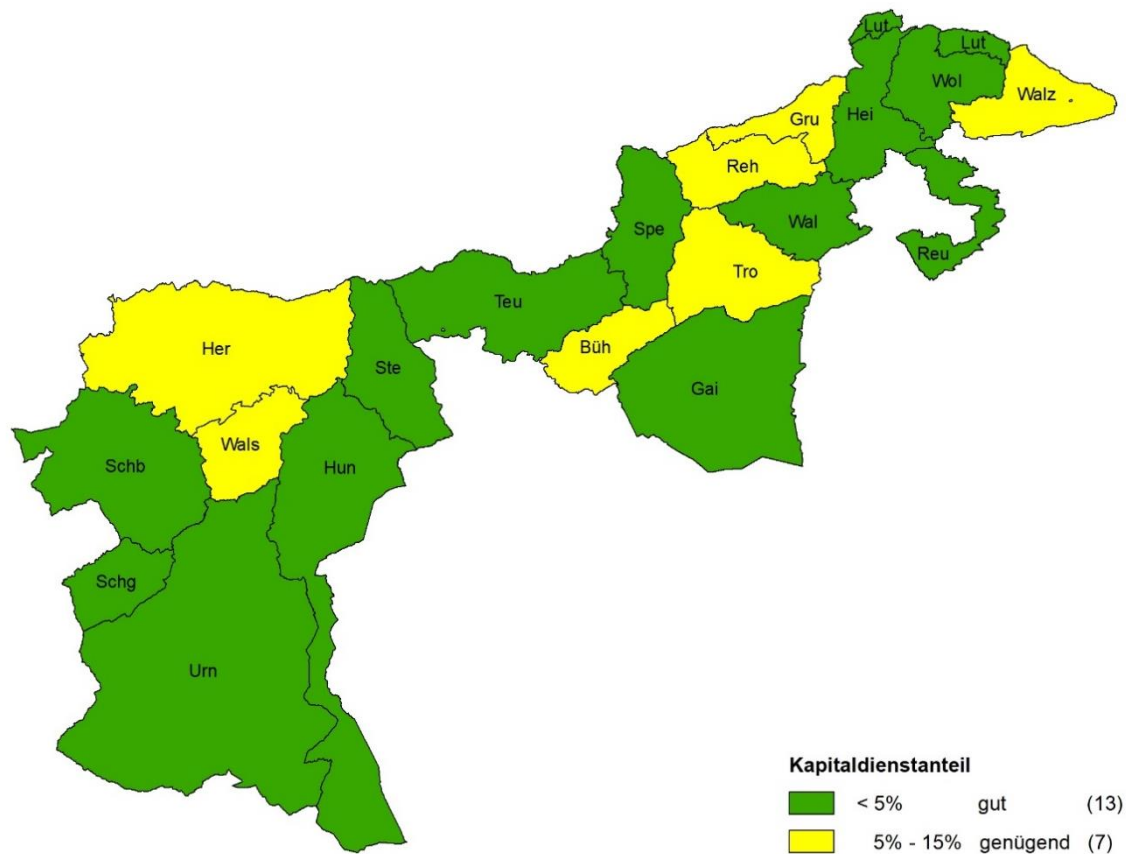 Lut
Lut
Wol
Walz
Hei
Gru
Reh
Wal
Spe
Reu
Tro
Teu
Büh
Her
Ste
Gai
Wals
Schb
Hun
Schg
Urn
Kapitaldienstanteil
< 5% gut (13)
5% - 15% genügend (7)